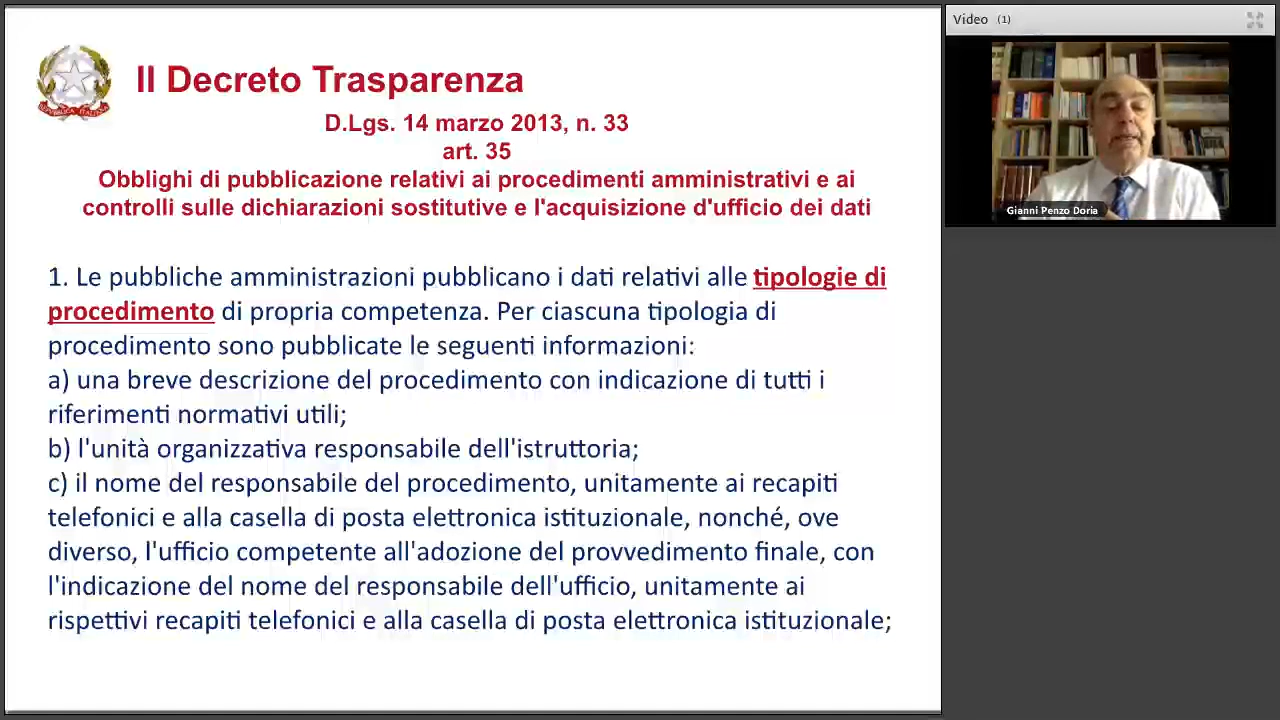 Il Decreto Trasparenza
D.Lgs. 14 marzo 2013, n. 33
art. 35
Obblighi di pubblicazione relativi ai procedimenti amministrativi e ai
controlli sulle dichiarazioni sostitutive e l'acquisizione d'ufficio dei dati
1. Le pubbliche amministrazioni pubblicano i dati relativi alle tipologie di
procedimento di propria competenza. Per ciascuna tipologia di
procedimento sono pubblicate le seguenti informazioni:
a) una breve descrizione del procedimento con indicazione di tutti i
riferimenti normativi utili;
b) l'unità organizzativa responsabile dell'istruttoria;
c) il nome del responsabile del procedimento, unitamente ai recapiti
telefonici e alla casella di posta elettronica istituzionale, nonché, ove
diverso, l'ufficio competente all'adozione del provvedimento finale, con
l'indicazione del nome del responsabile dell'ufficio, unitamente ai
rispettivi recapiti telefonici e alla casella di posta elettronica istituzionale;
Video (1)
Gianni Penzo Doria
REPVBBLICA ITALIANA